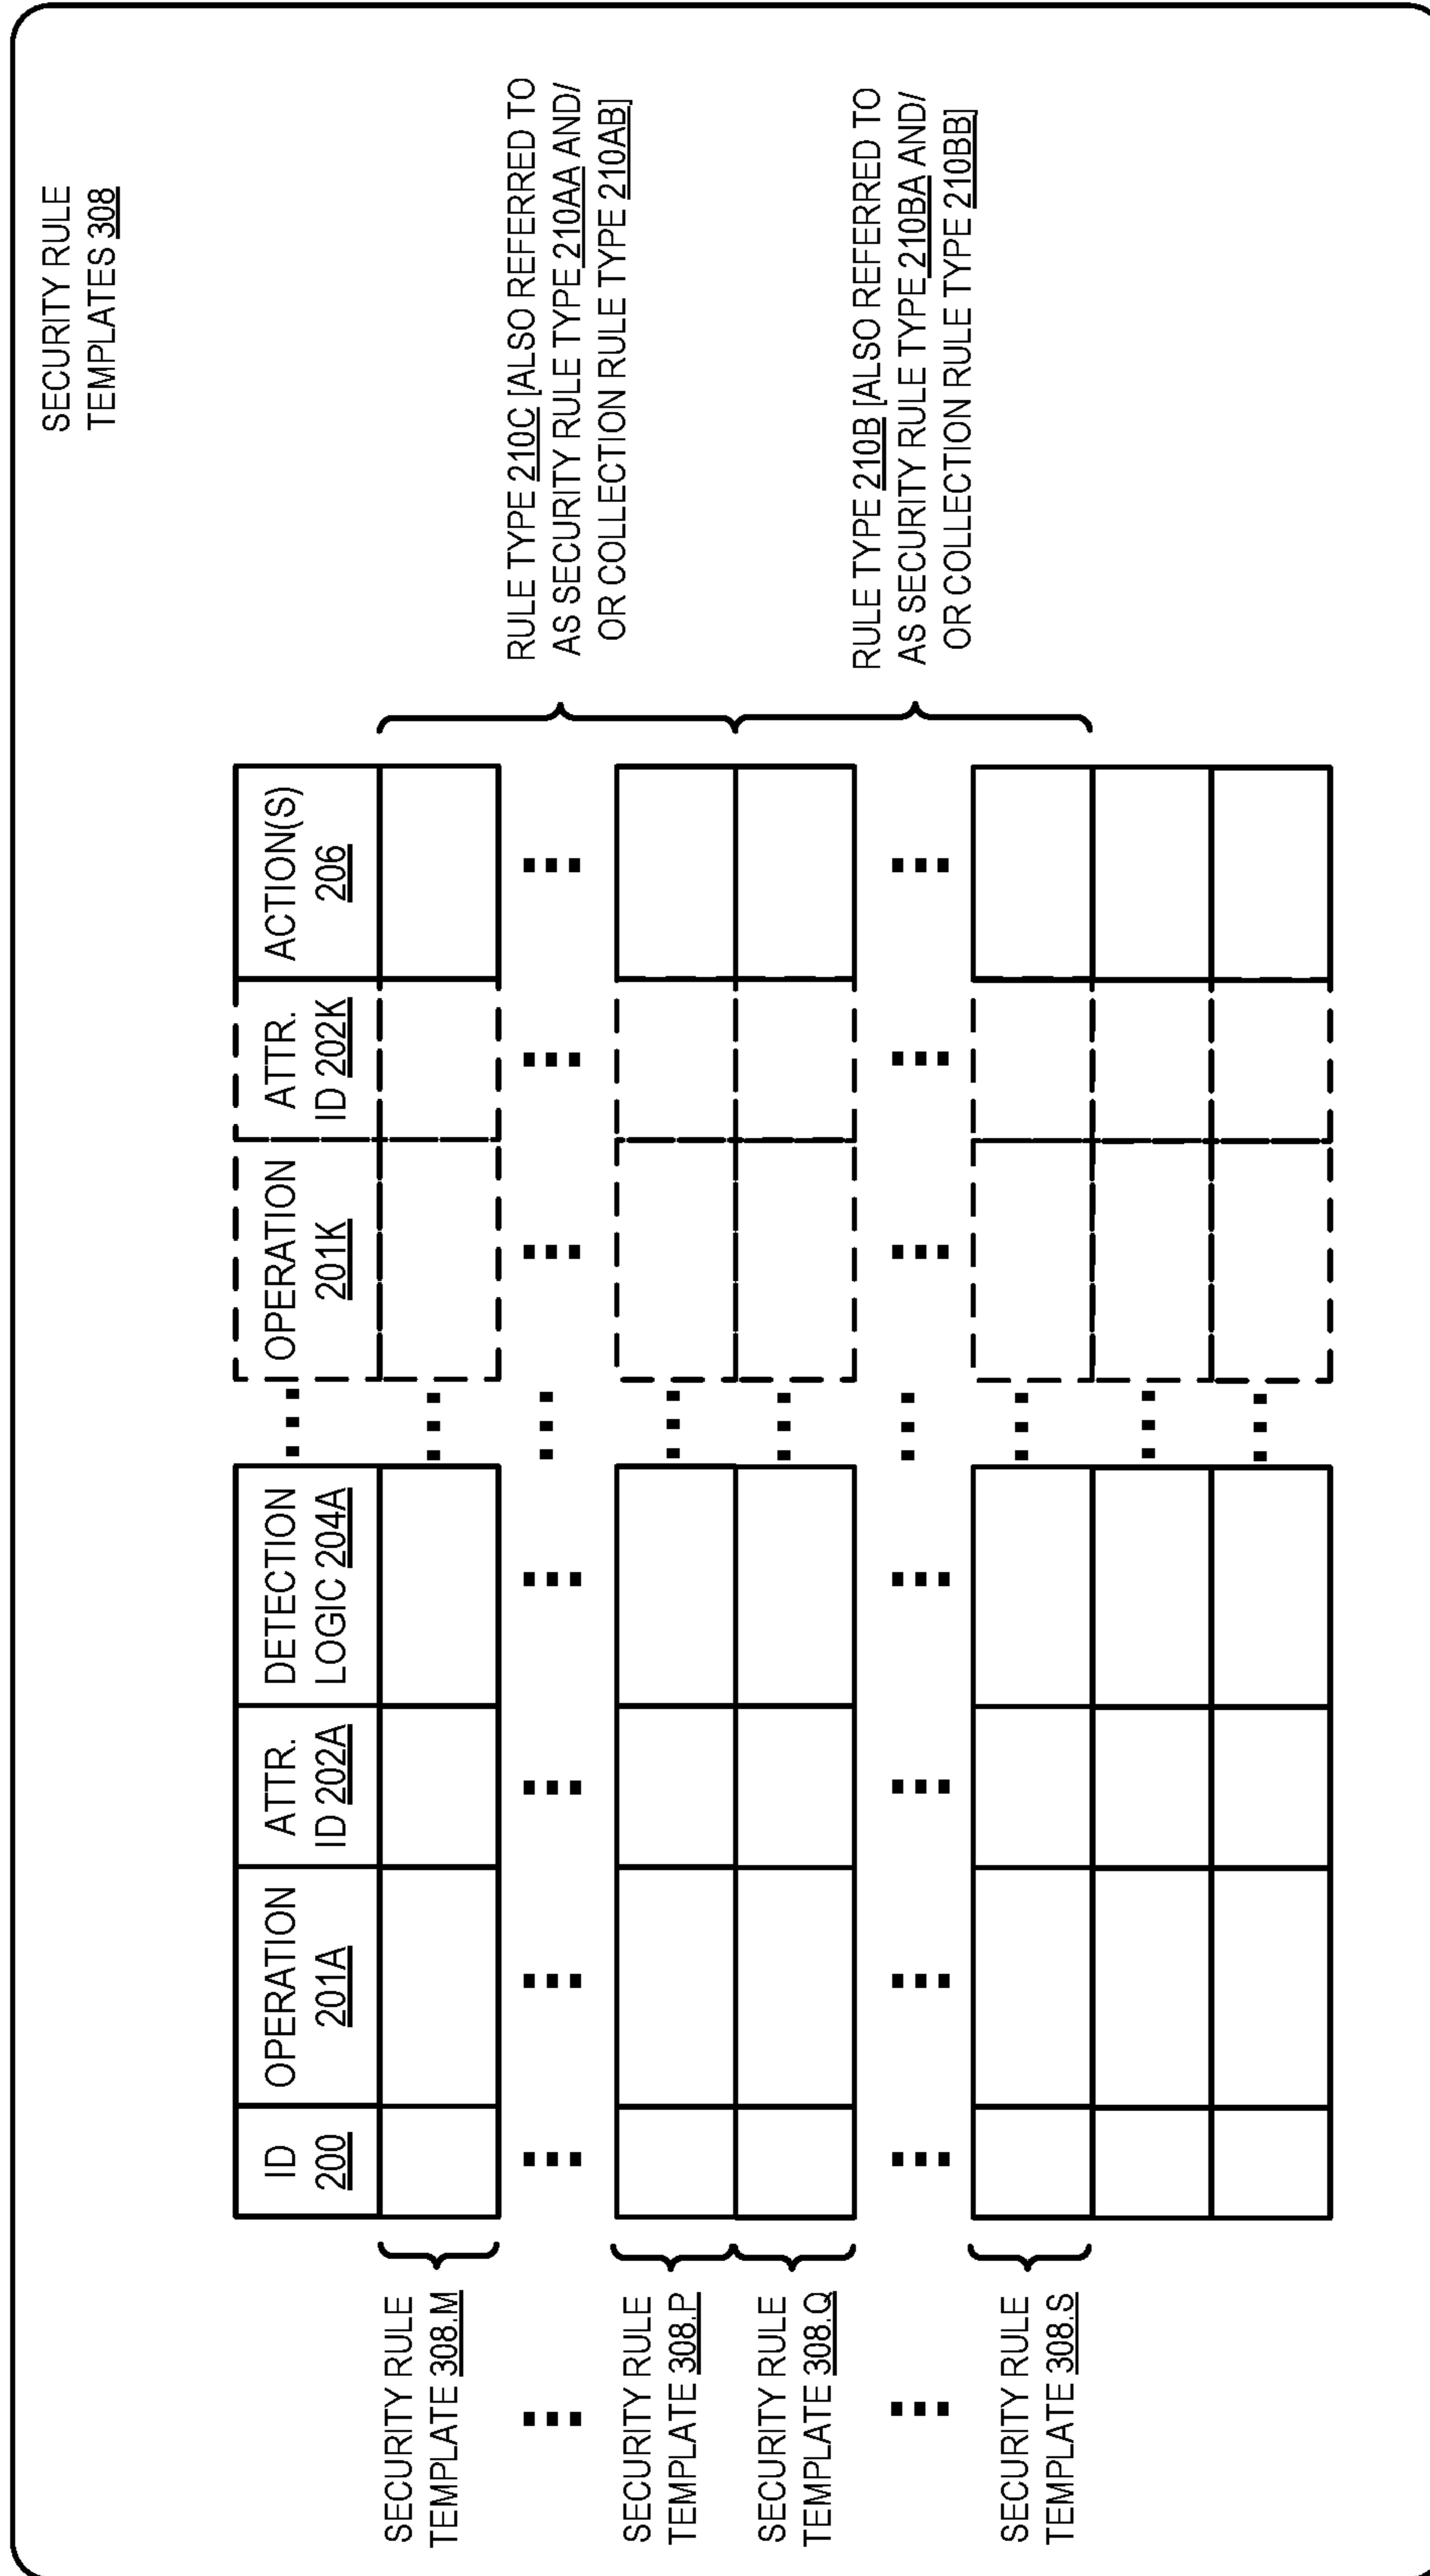 SECURITY RULE
TEMPLATES 308
ID
200
OPERATION
201A
ATTR.
ID 202A
DETECTION
LOGIC 204A
OPERATION
201K
ATTR.
ID 202K
ACTION(S)
206
SECURITY RULE
TEMPLATE 308.M
SECURITY RULE
TEMPLATE 308.P
SECURITY RULE
TEMPLATE 308.Q
SECURITY RULE
TEMPLATE 308.S
RULE TYPE 210C [ALSO REFERRED TO
AS SECURITY RULE TYPE 210AA AND/
OR COLLECTION RULE TYPE 210AB]
RULE TYPE 210B [ALSO REFERRED TO
AS SECURITY RULE TYPE 210BA AND/
OR COLLECTION RULE TYPE 210BB]